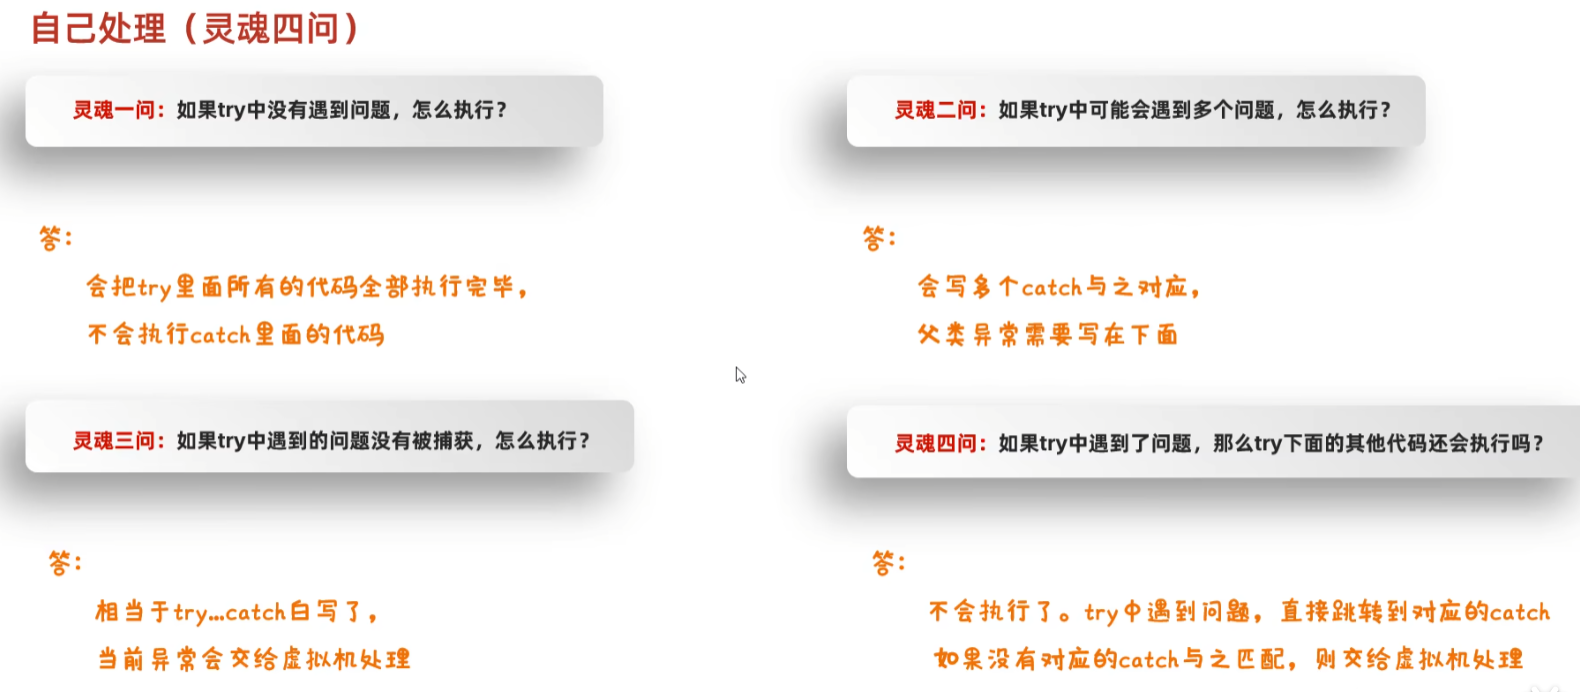 自己处理（灵魂四问）
灵魂一问：如果try中没有遇到问题，怎么执行？
答：
会把try里面所有的代码全部执行完毕，
不会执行catch里面的代码
灵魂二问：如果try中可能会遇到多个问题，怎么执行？
答：
会写多个catch与之对应，
父类异常需要写在下面
灵魂三问：如果try中遇到的问题没有被捕获，怎么执行？
答：
相当于try...catch白写了，
当前异常会交给虚拟机处理
灵魂四问：如果try中遇到了问题，那么try下面的其他代码还会执行吗？
答：
不会执行了。try中遇到问题，直接跳转到对应的catch
如果没有对应的catch与之匹配，则交给虚拟机处理